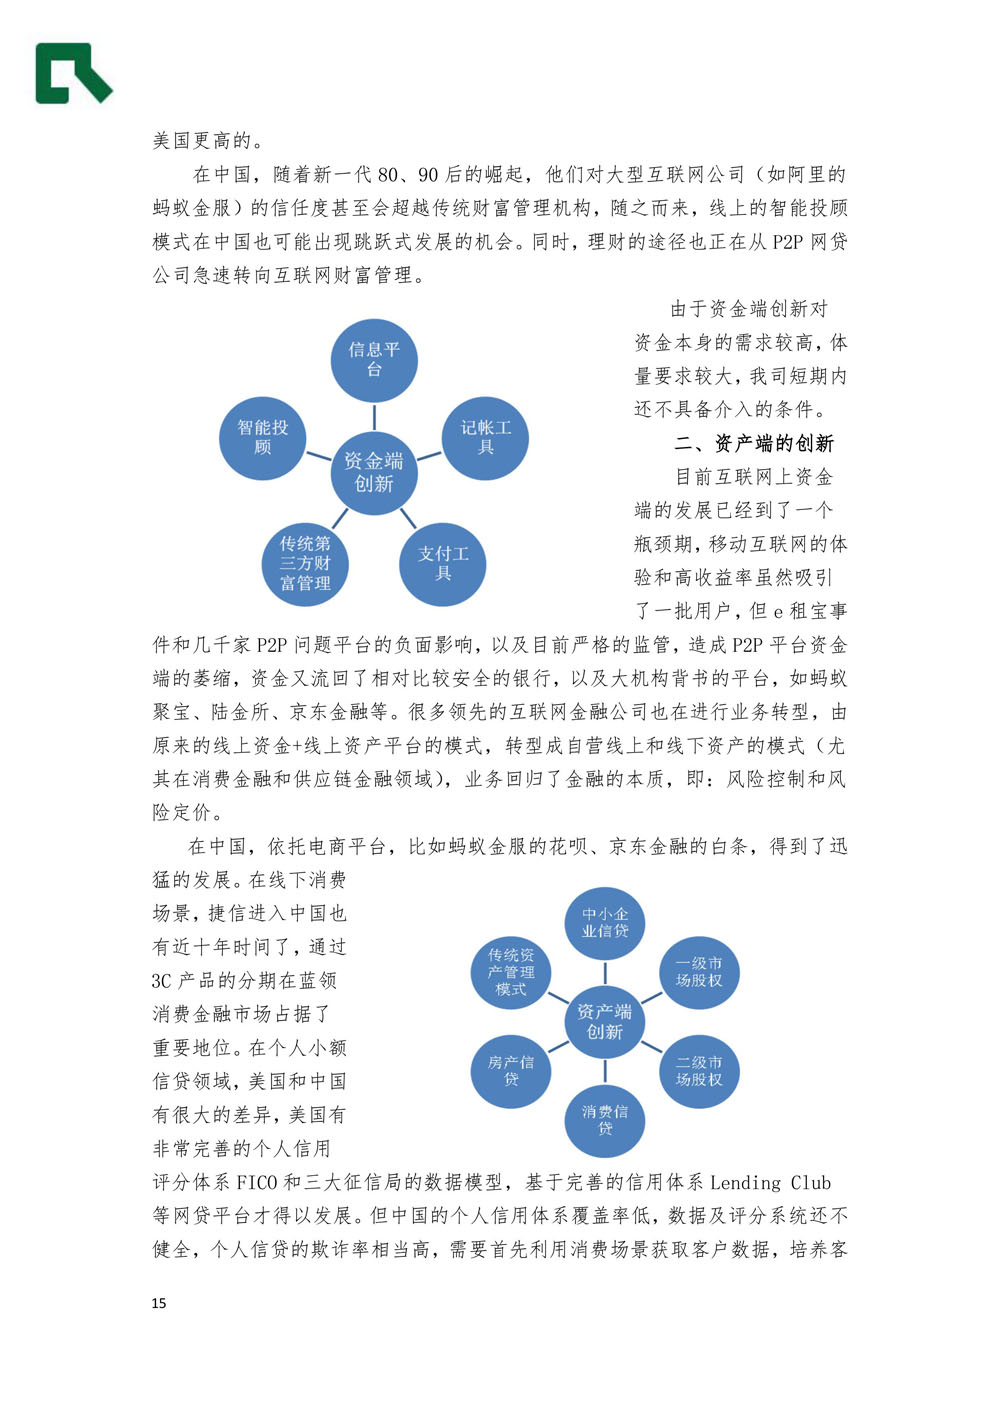 美国更高的。
在中国，随着新一代 80、90 后的崛起，他们对大型互联网公司（如阿里的
蚂蚁金服）的信任度甚至会超越传统财富管理机构，随之而来，线上的智能投顾
模式在中国也可能出现跳跃式发展的机会。同时，理财的途径也正在从 P2P 网贷
公司急速转向互联网财富管理。
由于资金端创新对
资金本身的需求较高，体
量要求较大，我司短期内
还不具备介入的条件。
信息平
台
智能投
顾
记帐工
具
资金端
创新
传统第
三方财
富管理
支付工
具
二、资产端的创新
目前互联网上资金
端的发展已经到了一个
瓶颈期，移动互联网的体
验和高收益率虽然吸引
了一批用户，但 e 租宝事
件和几千家 P2P 问题平台的负面影响，以及目前严格的监管，造成 P2P 平台资金
端的萎缩，资金又流回了相对比较安全的银行，以及大机构背书的平台，如蚂蚁
聚宝、陆金所、京东金融等。很多领先的互联网金融公司也在进行业务转型，由
原来的线上资金+线上资产平台的模式，转型成自营线上和线下资产的模式（尤
其在消费金融和供应链金融领域），业务回归了金融的本质，即：风险控制和风
险定价。
在中国，依托电商平台，比如蚂蚁金服的花呗、京东金融的白条，得到了迅
猛的发展。在线下消费
场景，捷信进入中国也
有近十年时间了，通过
3C 产品的分期在蓝领
消费金融市场占据了
重要地位。在个人小额
信贷领域，美国和中国
有很大的差异，美国有
非常完善的个人信用
中小企
业信贷
传统资
产管理
模式
一级市
场股权
资产端
创新
房产信
贷
二级市
场股权
消费信
贷
评分体系 FICO 和三大征信局的数据模型，基于完善的信用体系 Lending Club
等网贷平台才得以发展。但中国的个人信用体系覆盖率低，数据及评分系统还不
健全，个人信贷的欺诈率相当高，需要首先利用消费场景获取客户数据，培养客
15